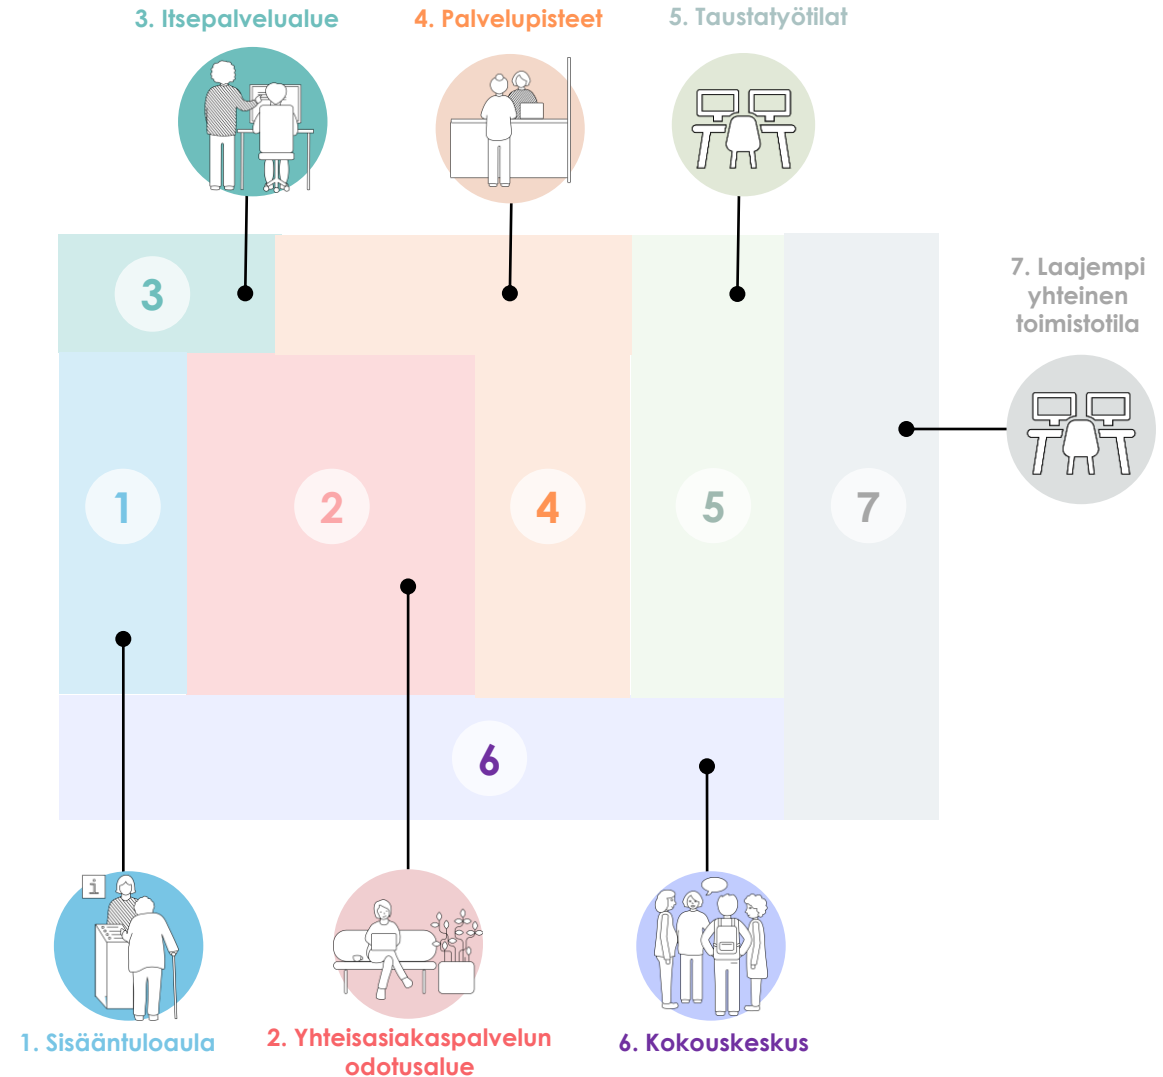 3. Itsepalvelualue
4. Palvelupisteet
5. Taustatyötilat
3
7. Laajempi
yhteinen
toimistotila
1
2
4
5
7
6
i
1. Sisääntuloaula
2. Yhteisasiakaspalvelun
odotusalue
6. Kokouskeskus